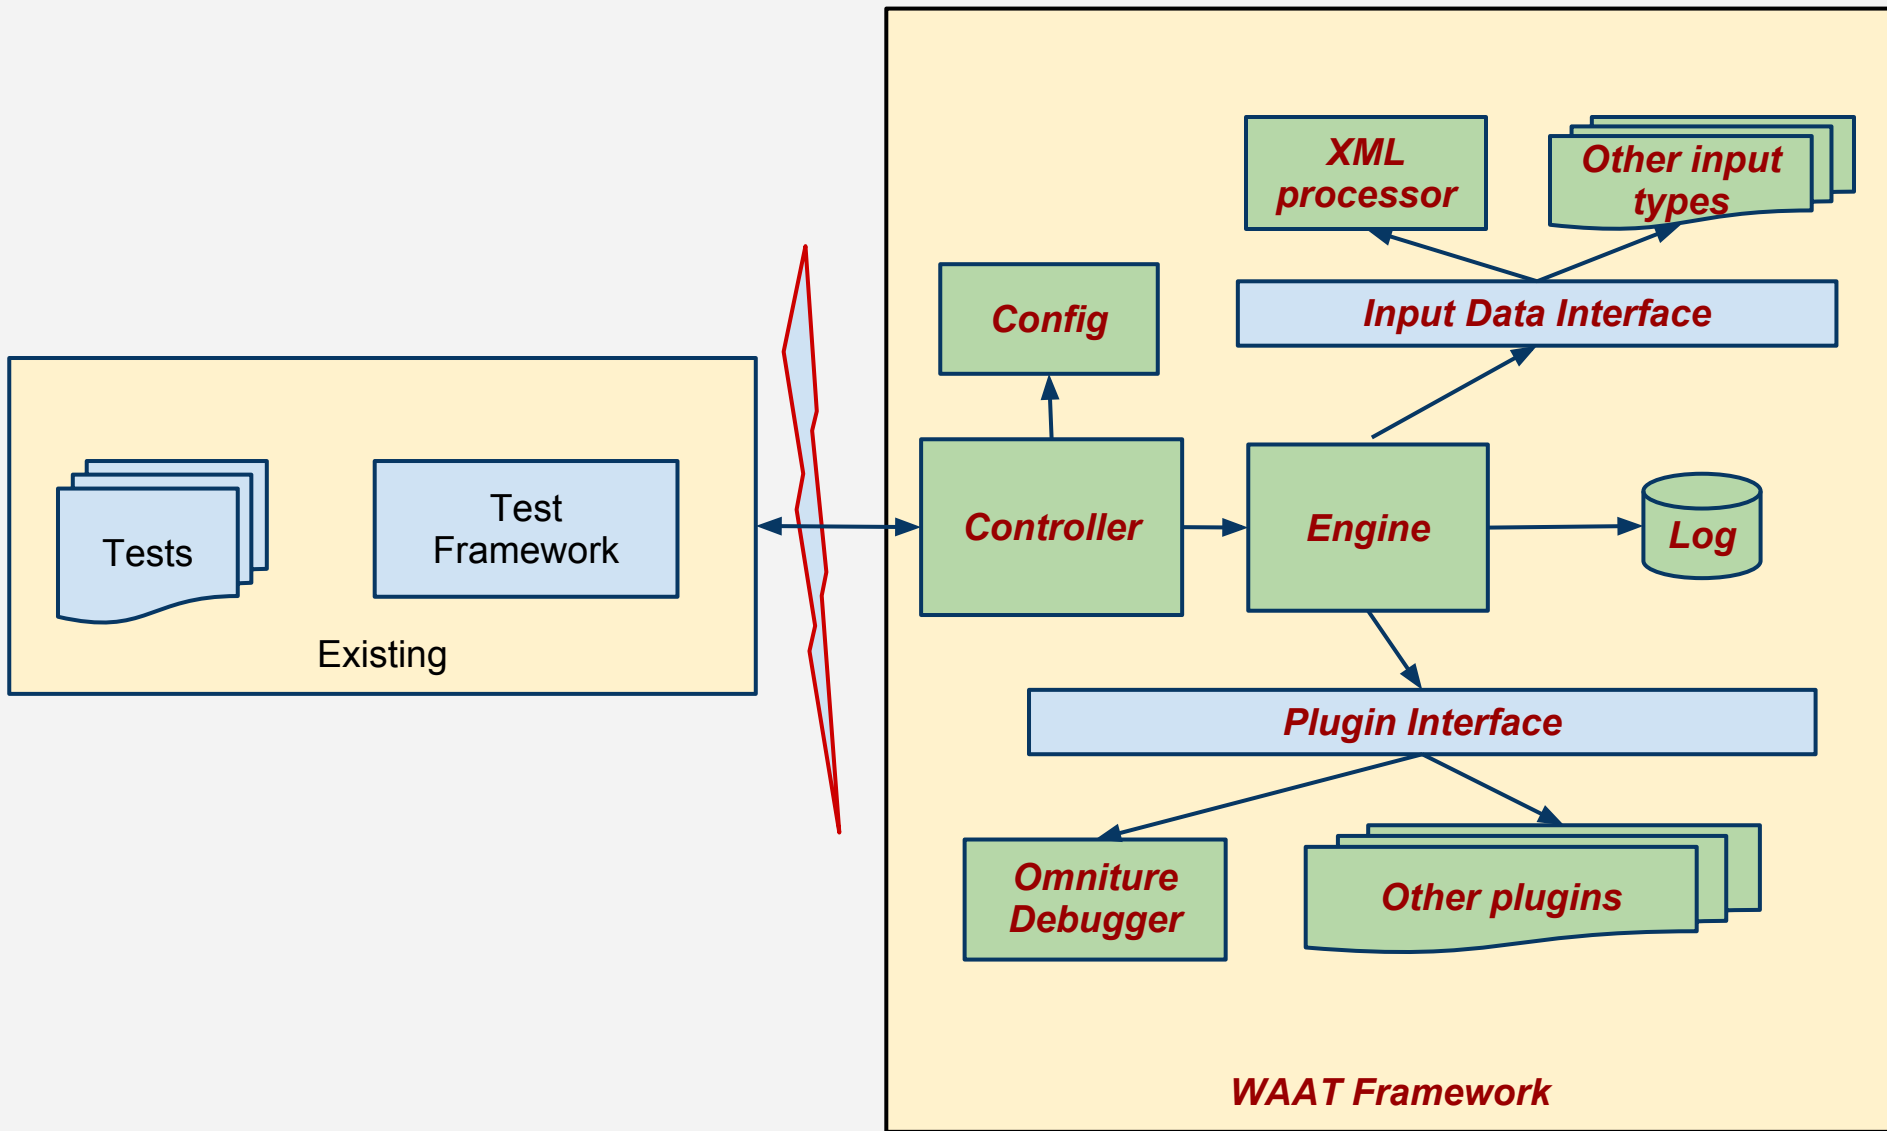 XML
processor
Other input
types
Config
Input Data Interface
Tests
Test
Framework
Existing
Controller
Engine
Log
Plugin Interface
Omniture
Debugger
Other plugins
WAAT Framework